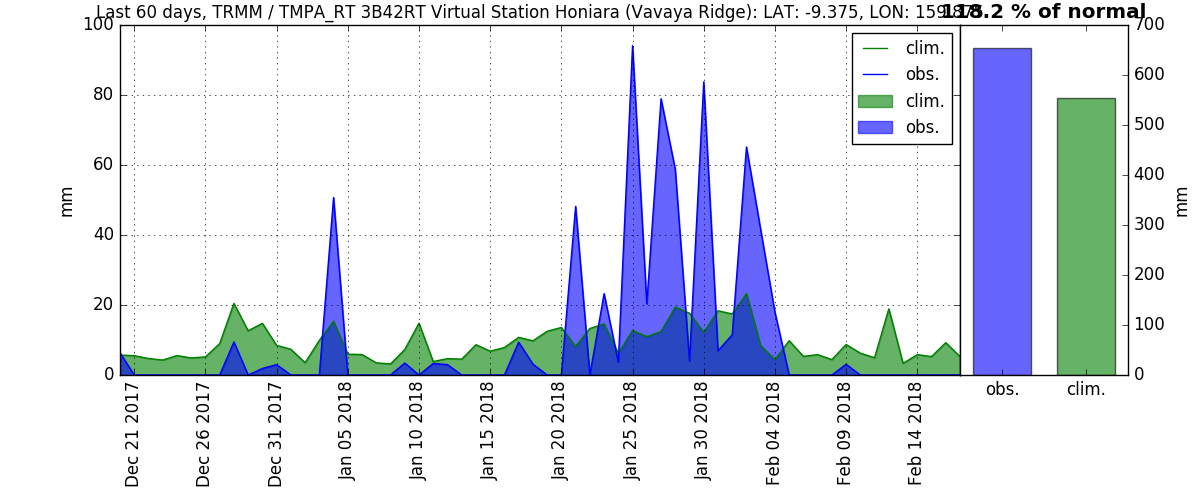 Last 60 days, TRMM / TMPA_RT 3B42RT Virtual Station Honiara (Vavaya Ridge): LAT: -9.375, LON:
118.2 % of normal
100
80
60
40
20
0
mm
clim.
obs.
clim.
obs.
Dec 21 2017
Dec 26 2017
Dec 31 2017
Jan 05 2018
Jan 10 2018
Jan 15 2018
Jan 20 2018
Jan 25 2018
Jan 30 2018
Feb 04 2018
Feb 09 2018
Feb 14 2018
700
600
500
400
300
200
100
0
mm
obs.
clim.